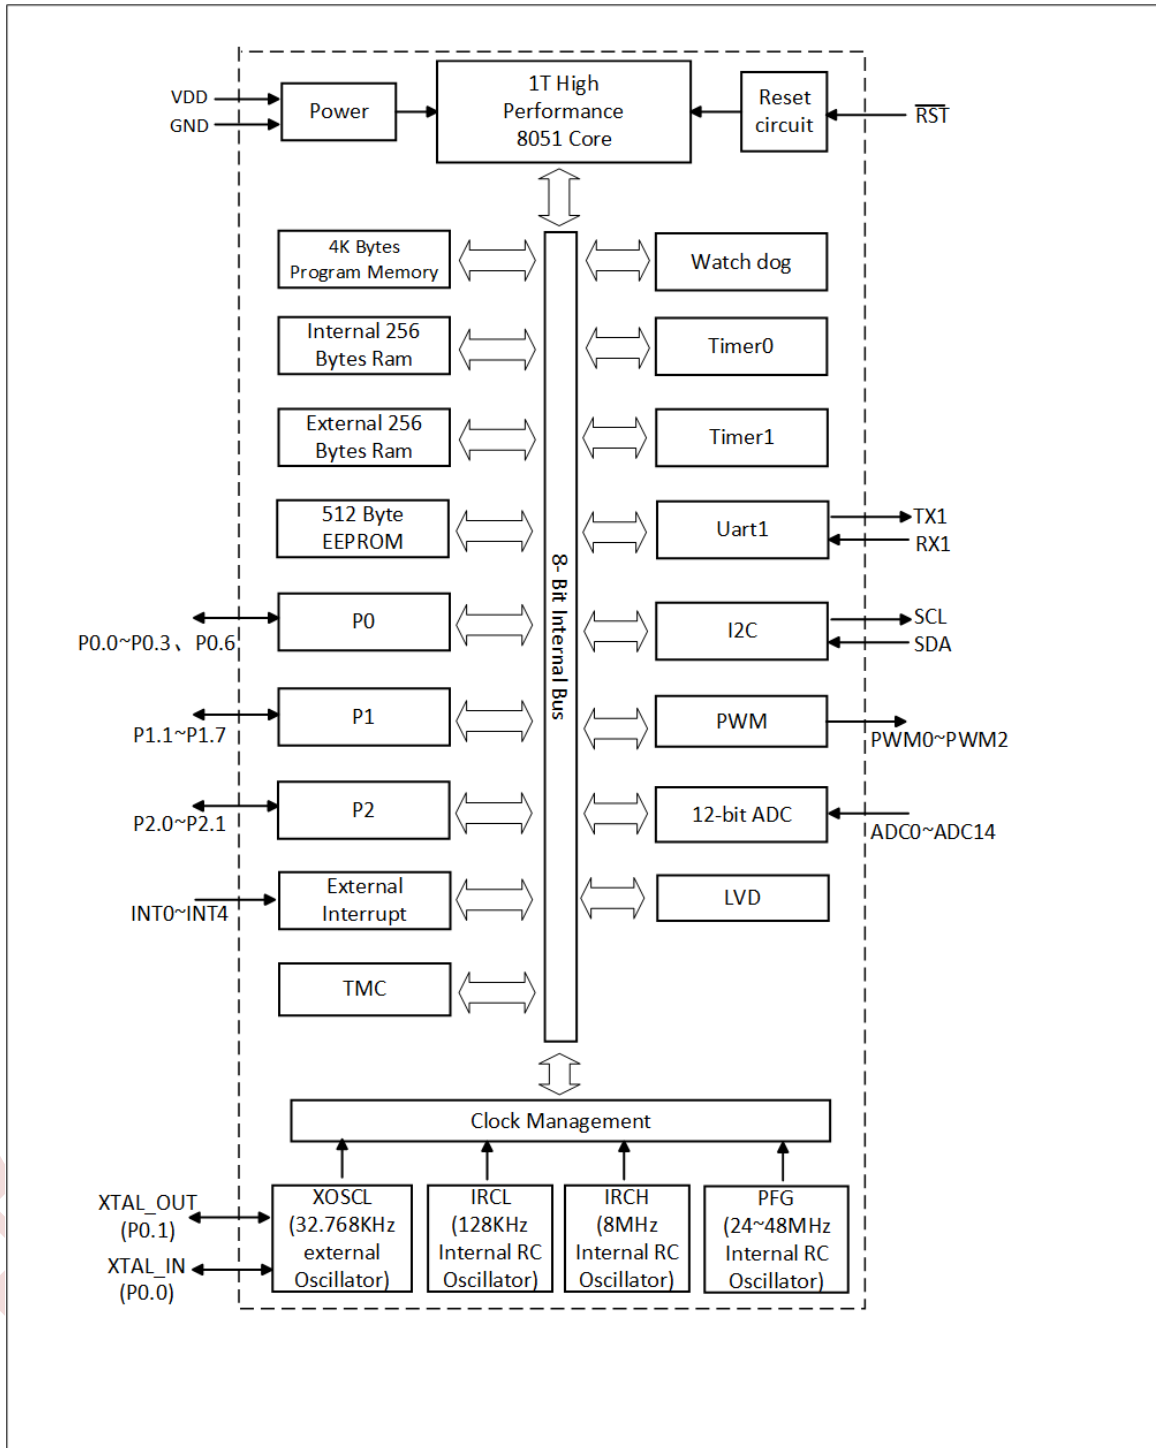 VDD
GND
Power
1T High
Performance
8051 Core
Reset
circuit
RST
4K Bytes
Program Memory
Watch dog
Internal 256
Bytes Ram
Timer0
External 256
Bytes Ram
Timer1
512 Byte
EEPROM
Uart1
TX1
RX1
8- Bit Internal Bus
P0.0~P0.3、P0.6
P0
I2C
SCL
SDA
P1.1~P1.7
P1
PWM
PWM0~PWM2
P2.0~P2.1
P2
12-bit ADC
ADC0~ADC14
INT0~INT4
External
Interrupt
LVD
TMC
Clock Management
XTAL_OUT
(P0.1)
XTAL_IN
(P0.0)
XOSCL
(32.768KHz
external
Oscillator)
IRCL
(128KHz
Internal RC
Oscillator)
IRCH
(8MHz
Internal RC
Oscillator)
PFG
(24~48MHz
Internal RC
Oscillator)